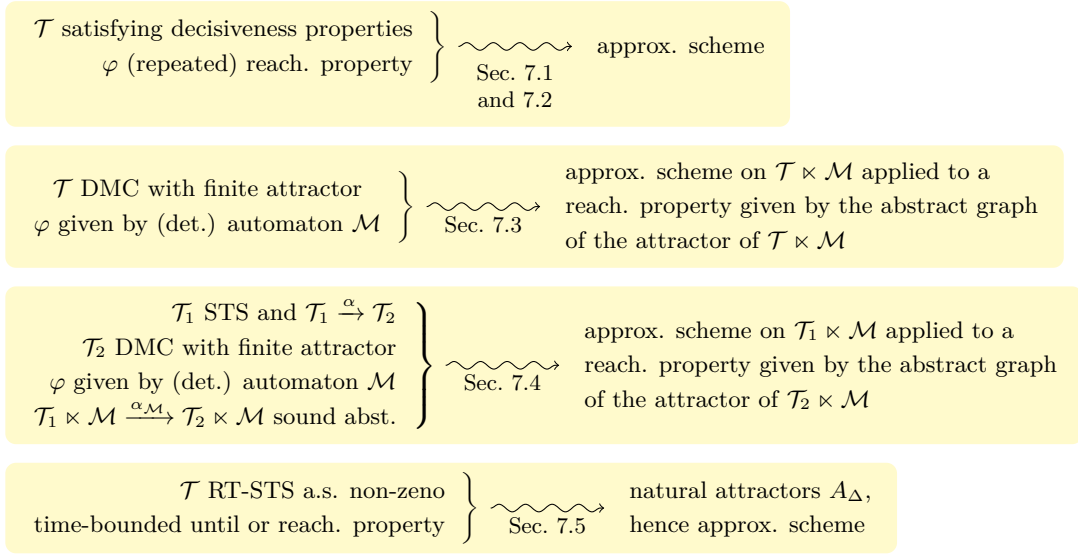 𝒯 satisfying decisiveness properties
φ (repeated) reach. property
Sec. 7.1
and 7.2
approx. scheme
𝒯 DMC with finite attractor
φ given by (det.) automaton ℳ
Sec. 7.3
approx. scheme on 𝒯 ⋉ ℳ applied to a
reach. property given by the abstract graph
of the attractor of 𝒯 ⋉ ℳ
𝒯₁ STS and 𝒯₁ →^α 𝒯₂
𝒯₂ DMC with finite attractor
φ given by (det.) automaton ℳ
𝒯₁ ⋉ ℳ →^{α_ℳ} 𝒯₂ ⋉ ℳ sound abst.
Sec. 7.4
approx. scheme on 𝒯₁ ⋉ ℳ applied to a
reach. property given by the abstract graph
of the attractor of 𝒯₂ ⋉ ℳ
𝒯 RT-STS a.s. non-zeno
time-bounded until or reach. property
Sec. 7.5
natural attractors A_Δ,
hence approx. scheme